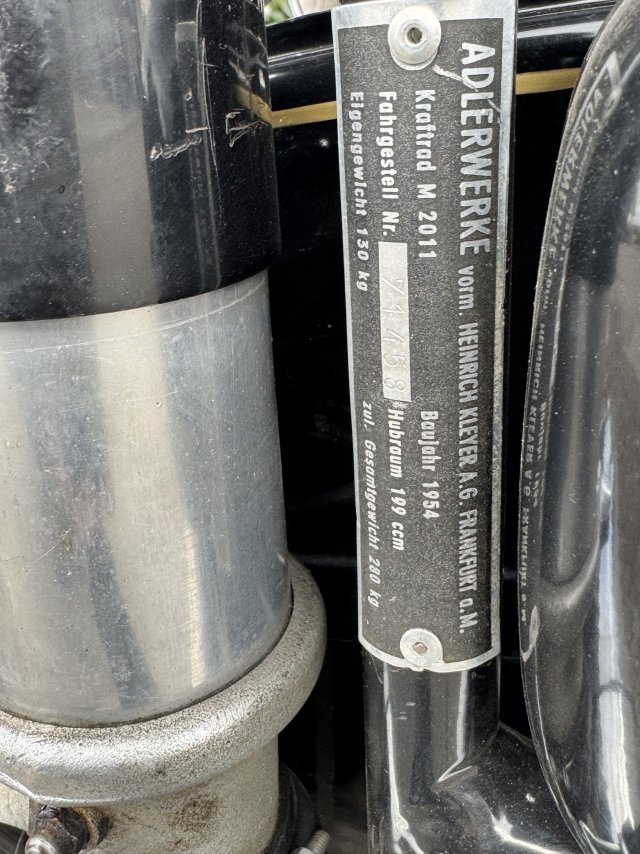 ADLERWERKE vorm. HEINRICH KLEYER A.G. FRANKFURT a.M.
Kraftrad M 2011 Baujahr 1954
Fahrgestell Nr. 71458 Hubraum 199 ccm
Eigengewicht 130 kg zul. Gesamtgewicht 280 kg